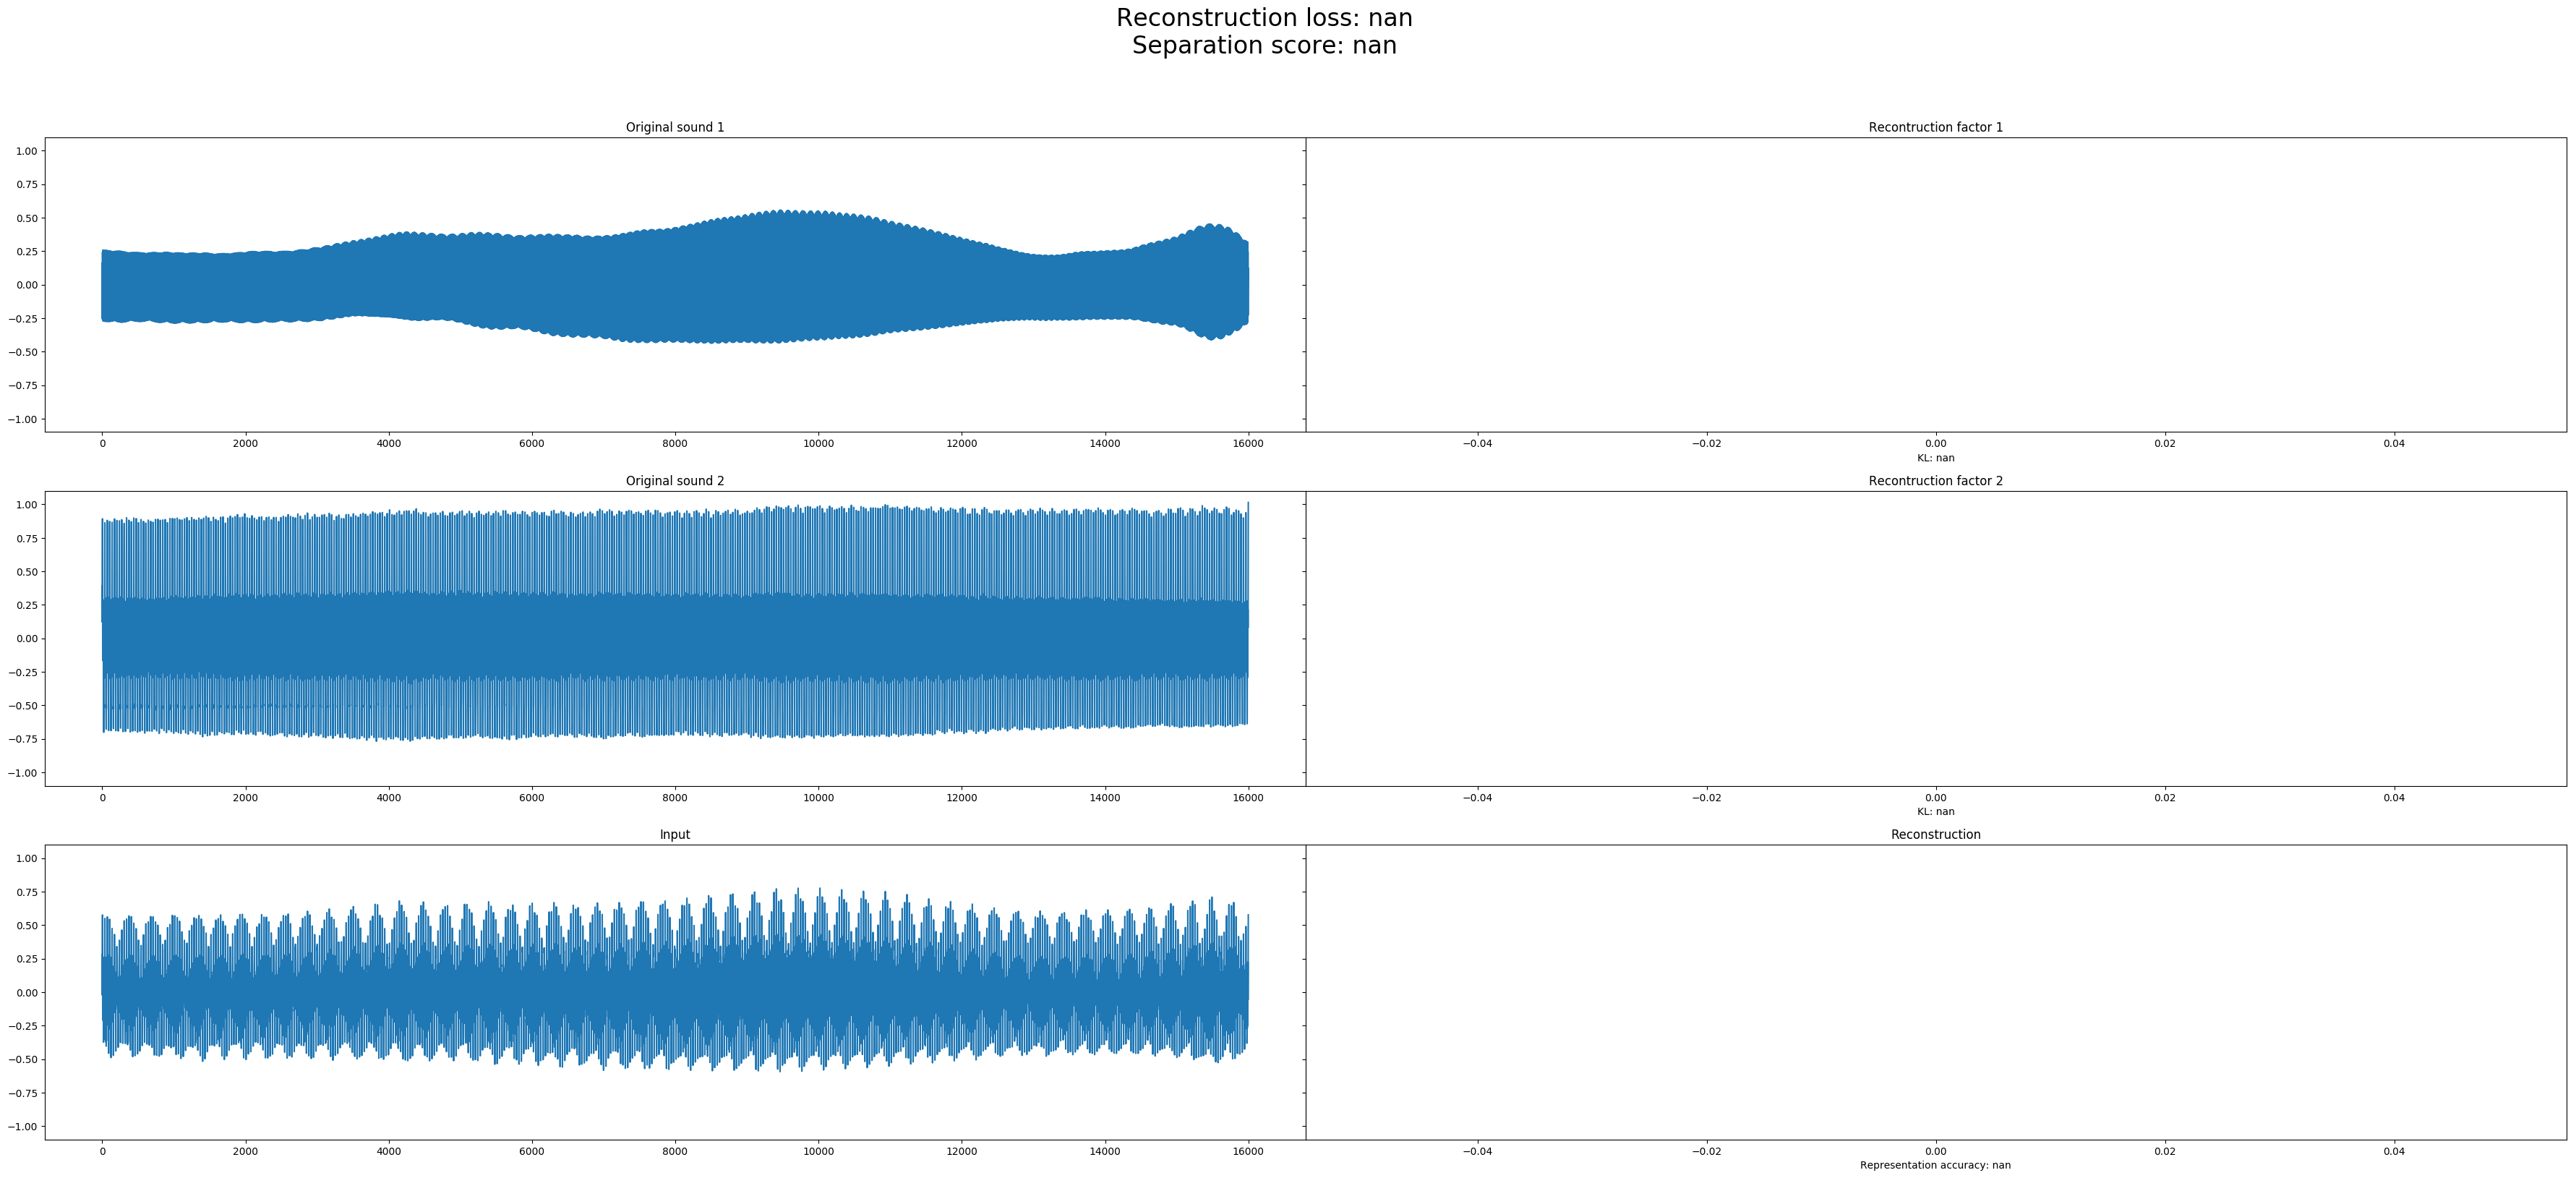 Reconstruction loss: nan
Separation score: nan
Original sound 1
Recontruction factor 1
1.00
0.75
0.50
0.25
0.00
−0.25
−0.50
−0.75
−1.00
0 2000 4000 6000 8000 10000 12000 14000 16000
−0.04 −0.02 0.00 0.02 0.04
KL: nan
Original sound 2
Recontruction factor 2
1.00
0.75
0.50
0.25
0.00
−0.25
−0.50
−0.75
−1.00
0 2000 4000 6000 8000 10000 12000 14000 16000
−0.04 −0.02 0.00 0.02 0.04
KL: nan
Input
Reconstruction
1.00
0.75
0.50
0.25
0.00
−0.25
−0.50
−0.75
−1.00
0 2000 4000 6000 8000 10000 12000 14000 16000
−0.04 −0.02 0.00 0.02 0.04
Representation accuracy: nan